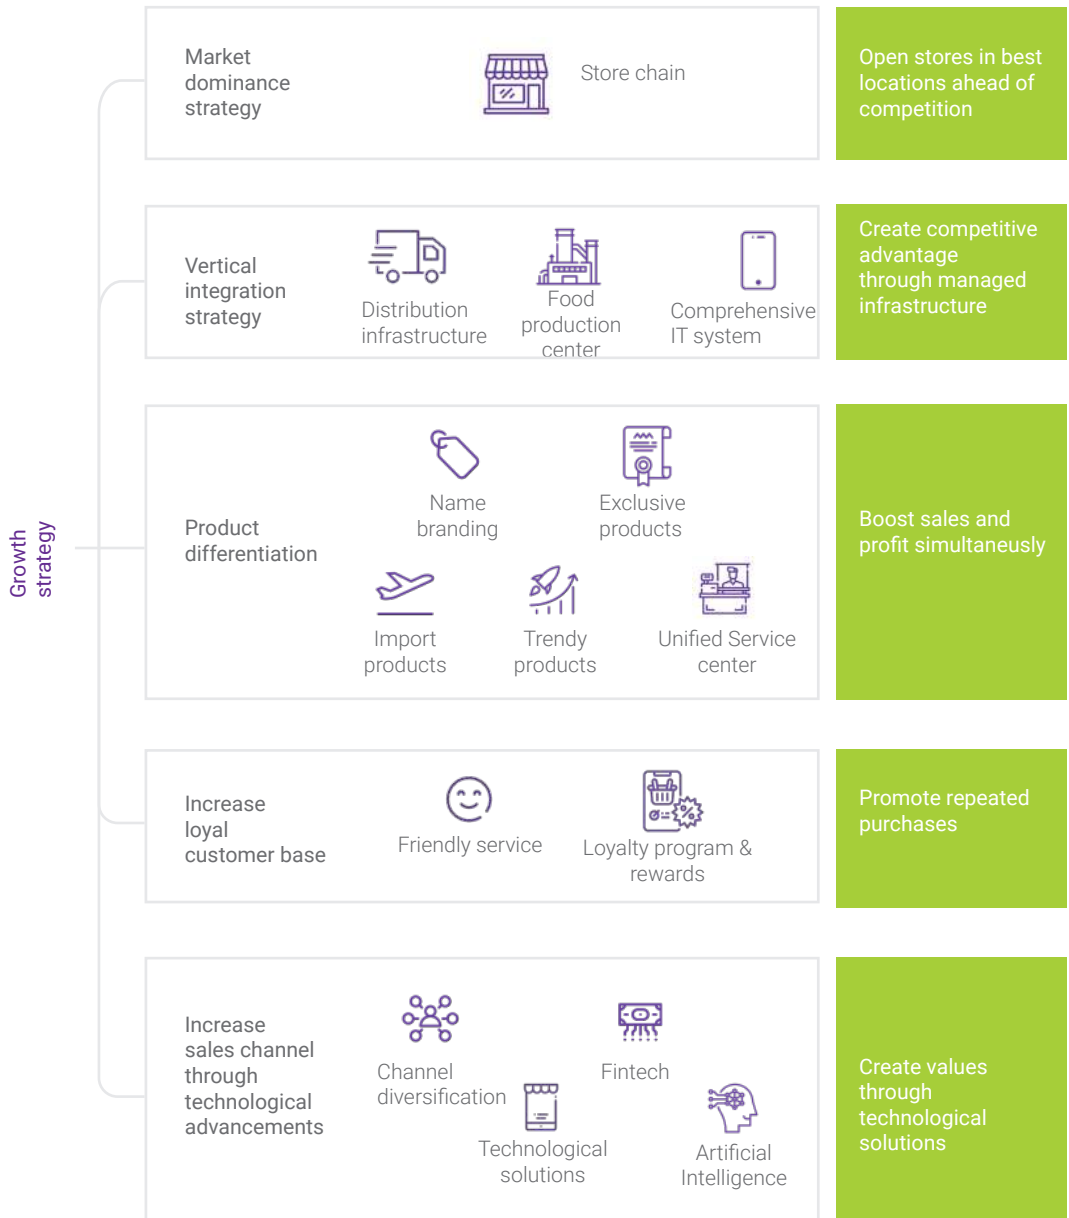 Growth
strategy
Market
dominance
strategy
Store chain
Open stores in best
locations ahead of
competition
Vertical
integration
strategy
Distribution
infrastructure
Food
production
center
Comprehensive
IT system
Create competitive
advantage
through managed
infrastructure
Product
differentiation
Name
branding
Exclusive
products
Import
products
Trendy
products
Unified Service
center
Boost sales and
profit simultaneusly
Increase
loyal
customer base
Friendly service
Loyalty program &
rewards
Promote repeated
purchases
Increase
sales channel
through
technological
advancements
Channel
diversification
Fintech
Technological
solutions
Artificial
Intelligence
Create values
through
technological
solutions